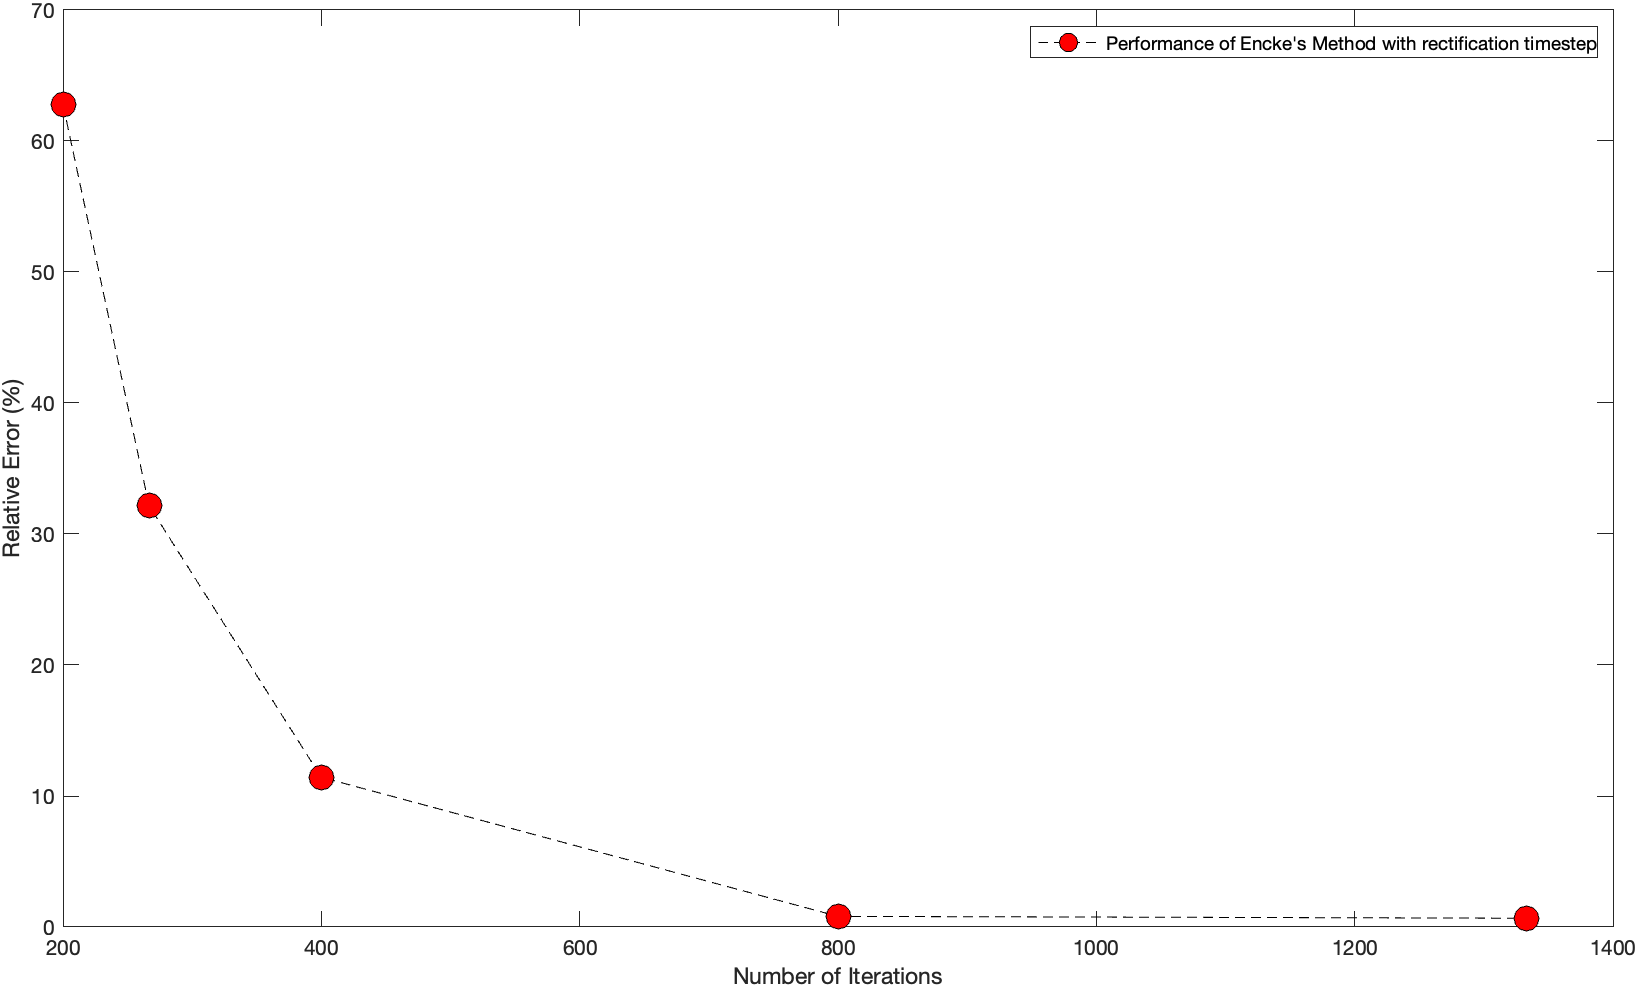 70
60
50
40
30
20
10
0
Relative Error (%)
Performance of Encke's Method with rectification timestep
200 400 600 800 1000 1200 1400
Number of Iterations